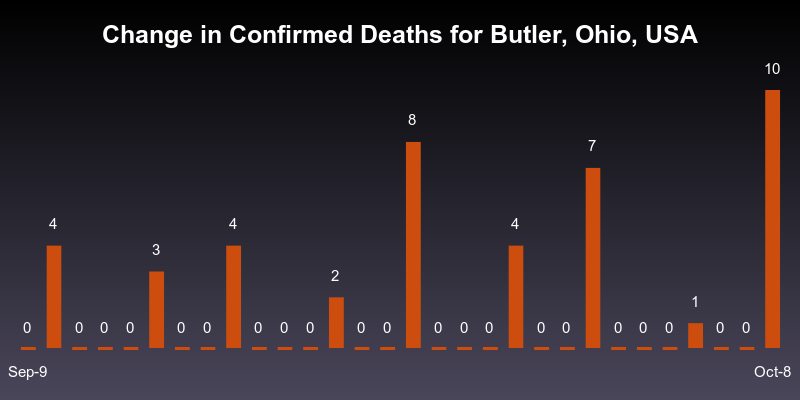 Change in Confirmed Deaths for Butler, Ohio, USA
0 4 0 0 0 3 0 0 4 0 0 0 2 0 0 8 0 0 0 4 0 0 7 0 0 0 1 0 0 10
Sep-9 Oct-8